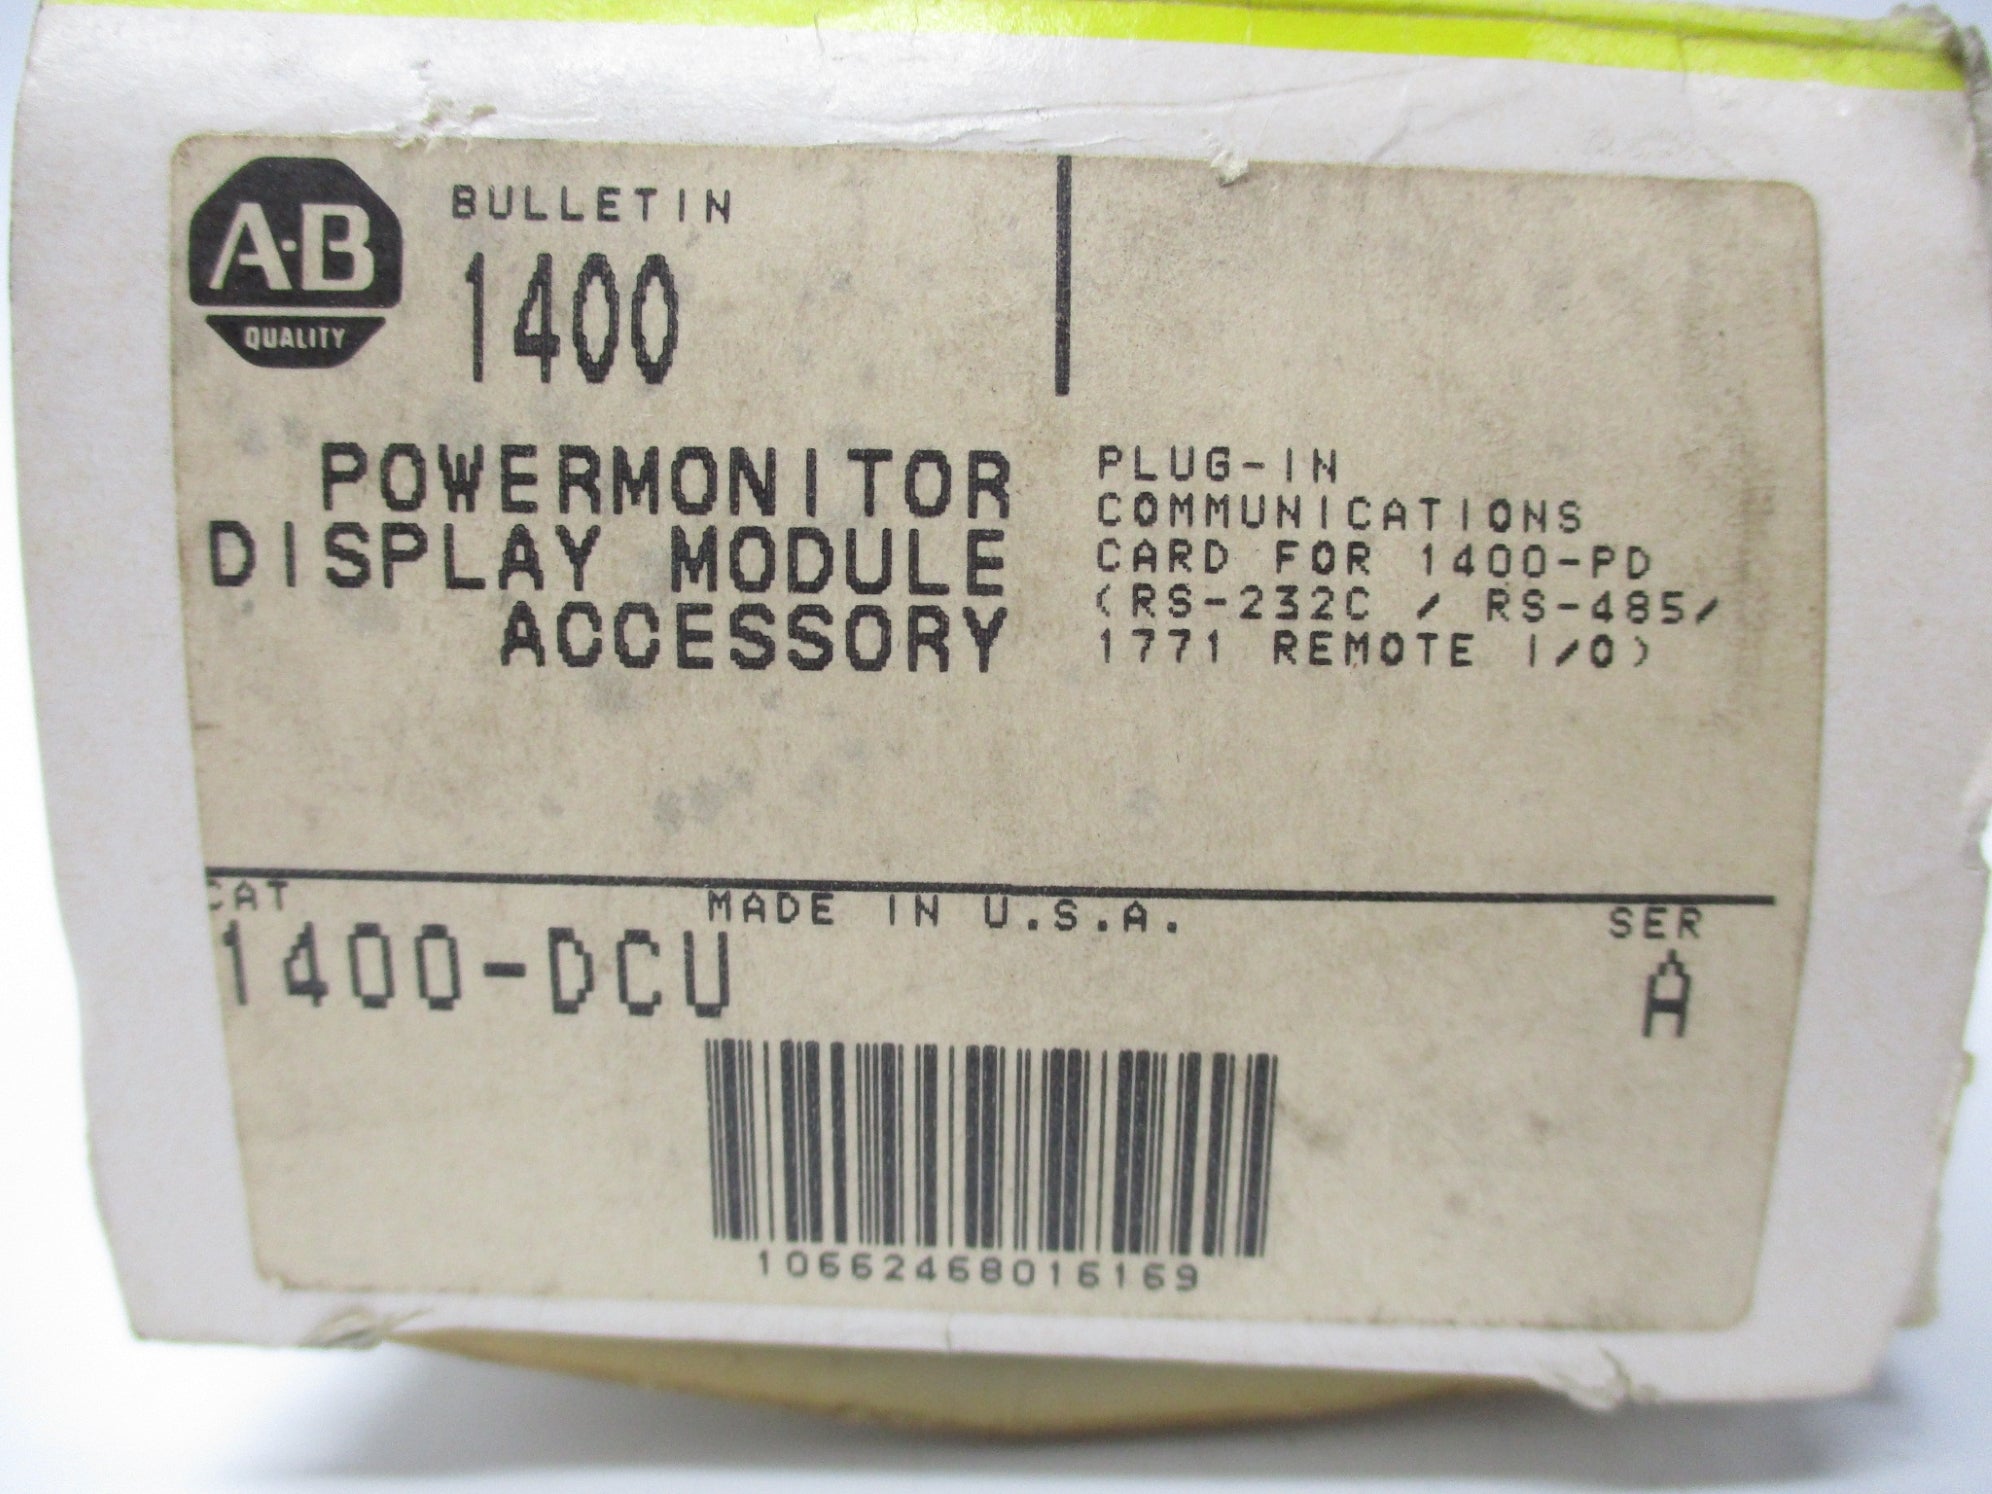 A-B
QUALITY
BULLETIN
1400
POWERMONITOR
DISPLAY MODULE
ACCESSORY
PLUG-IN
COMMUNICATIONS
CARD FOR 1400-PD
(RS-232C / RS-485/
1771 REMOTE I/O)
CAT
1400-DCU
MADE IN U.S.A.
SER
A
10662468016169